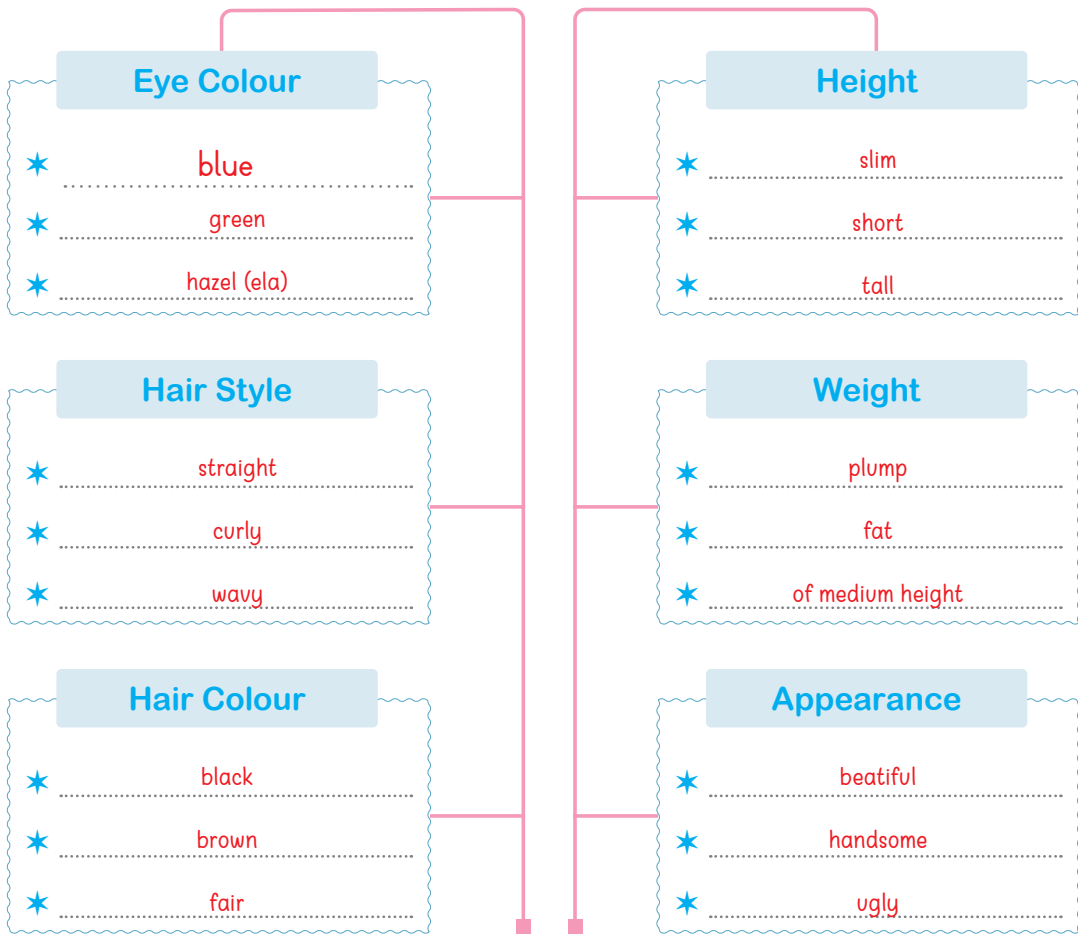 Eye Colour
blue
green
hazel (ela)
Hair Style
straight
curly
wavy
Hair Colour
black
brown
fair
Height
slim
short
tall
Weight
plump
fat
of medium height
Appearance
beatiful
handsome
ugly